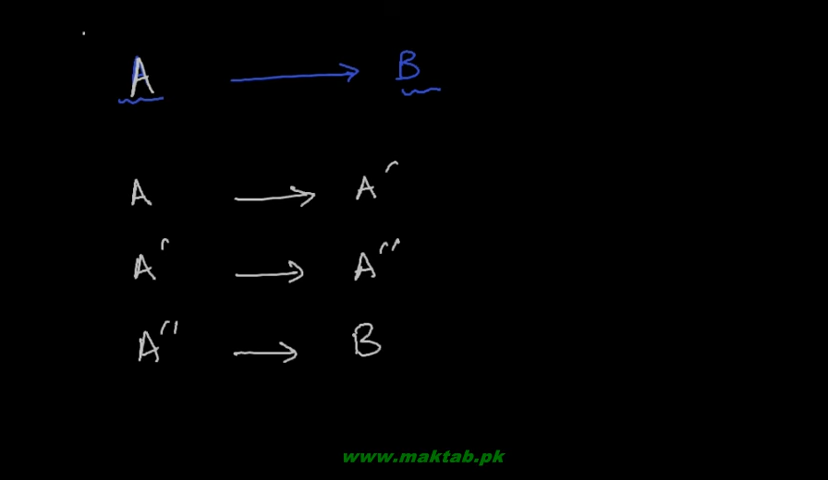 A → B
A → A'
A' → A''
A'' → B
www.maktab.pk